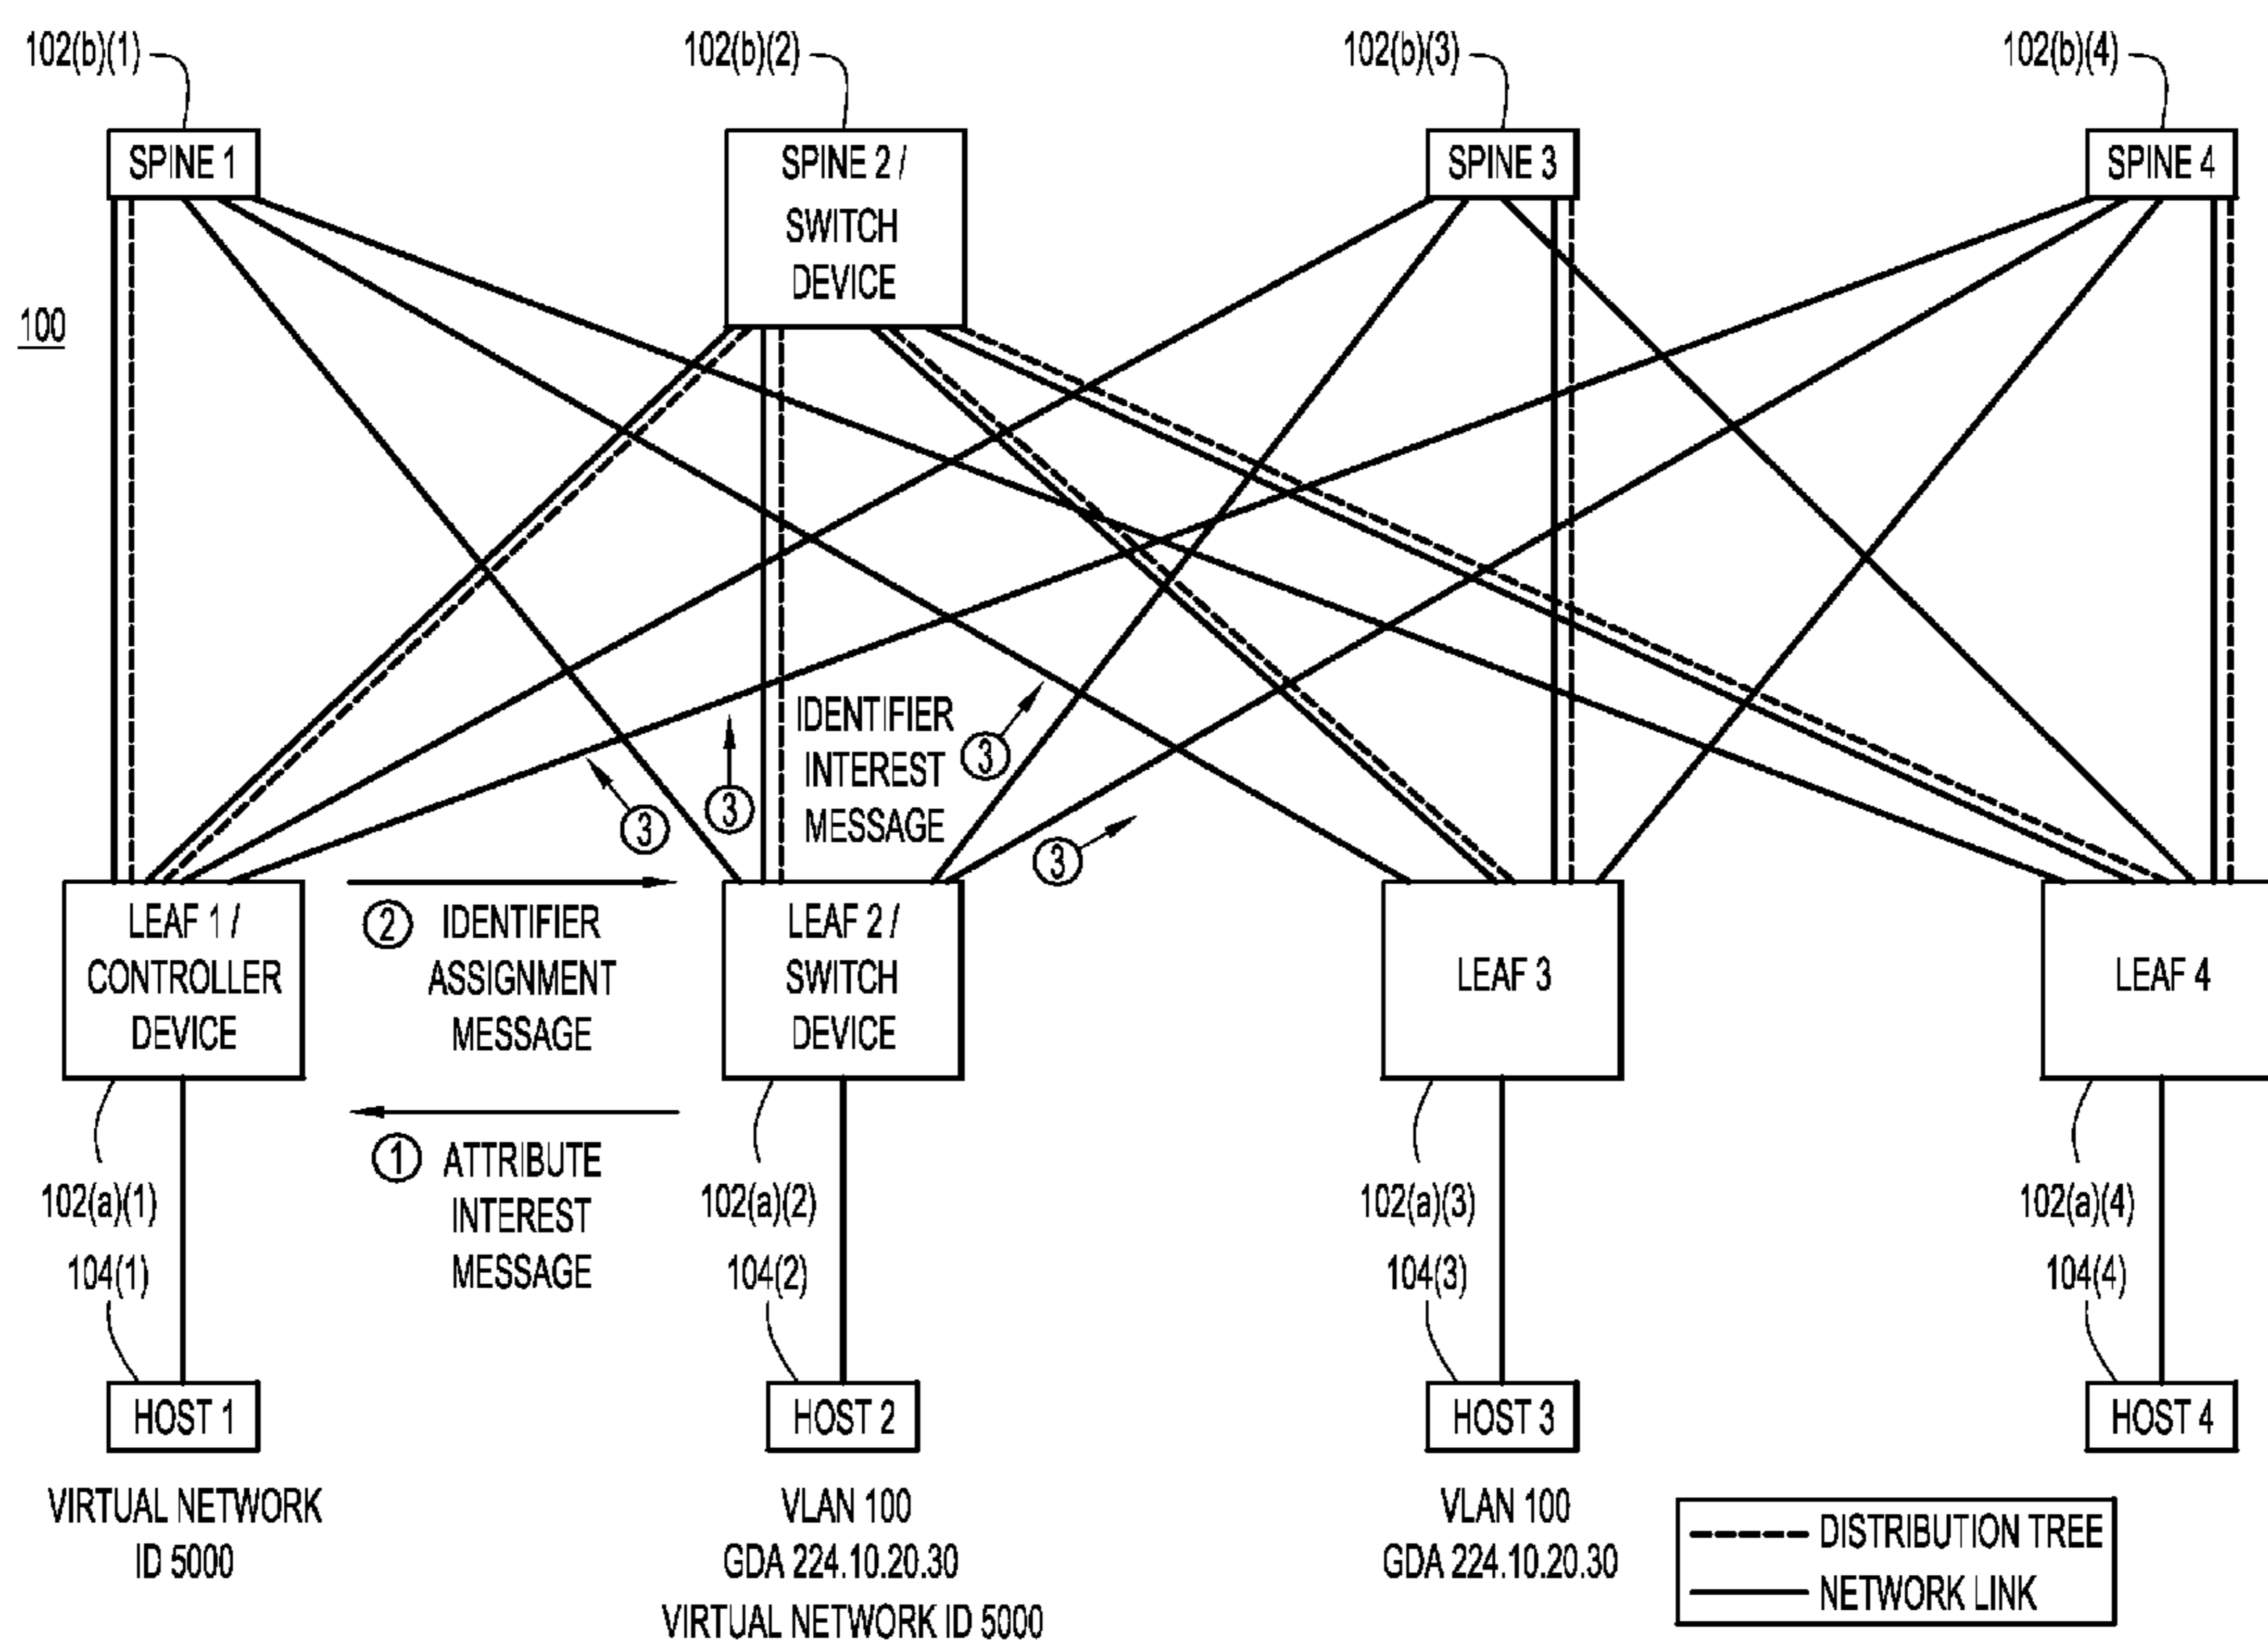 102(b)(1)
102(b)(2)
102(b)(3)
102(b)(4)
SPINE 1
SPINE 2 /
SWITCH
DEVICE
SPINE 3
SPINE 4
100
IDENTIFIER
INTEREST
MESSAGE
3
3
3
3
LEAF 1 /
CONTROLLER
DEVICE
2 IDENTIFIER
ASSIGNMENT
MESSAGE
LEAF 2 /
SWITCH
DEVICE
LEAF 3
LEAF 4
1 ATTRIBUTE
INTEREST
MESSAGE
102(a)(1)
102(a)(2)
102(a)(3)
102(a)(4)
104(1)
104(2)
104(3)
104(4)
HOST 1
HOST 2
HOST 3
HOST 4
VIRTUAL NETWORK
ID 5000
VLAN 100
GDA 224.10.20.30
VIRTUAL NETWORK ID 5000
VLAN 100
GDA 224.10.20.30
DISTRIBUTION TREE
NETWORK LINK